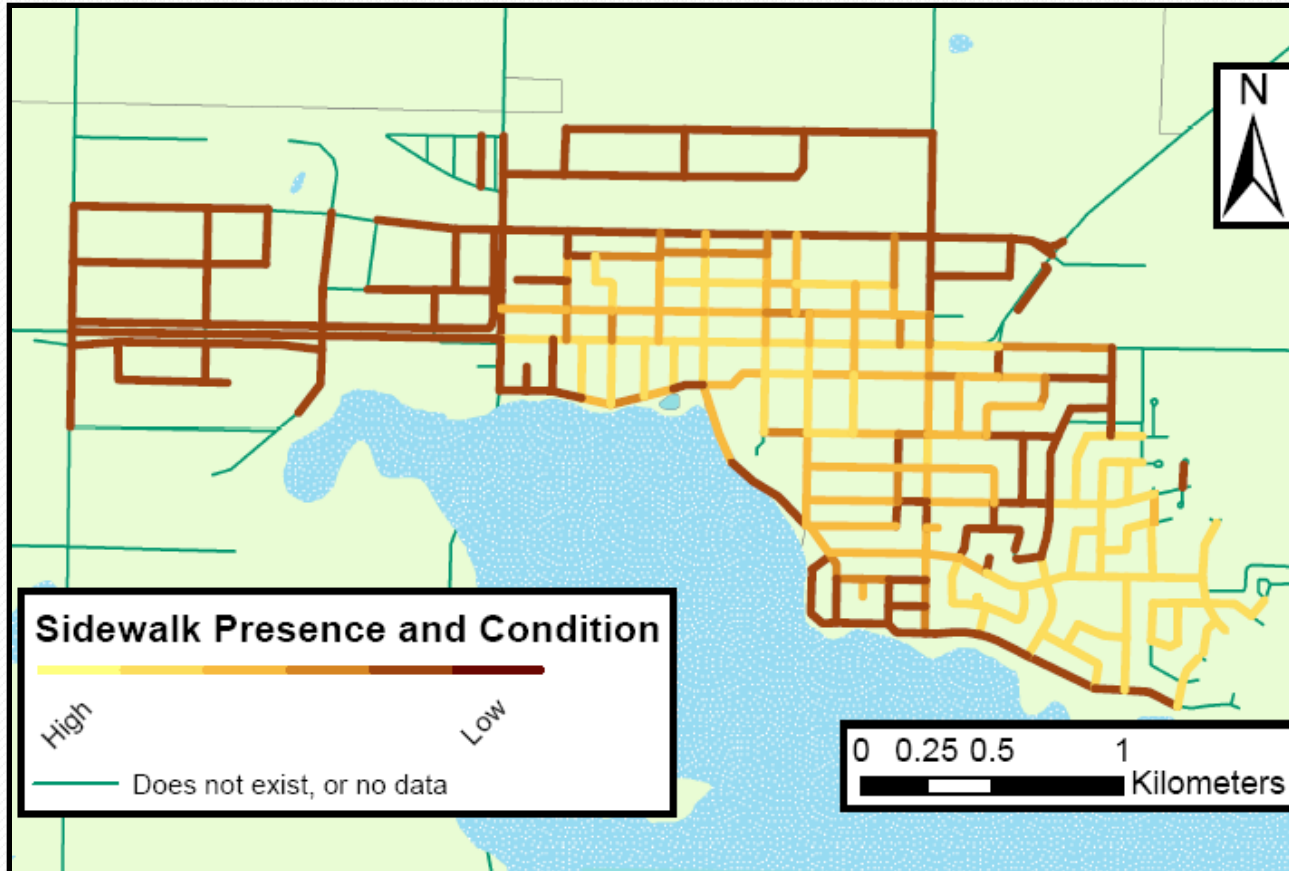 N
Sidewalk Presence and Condition
High
Low
Does not exist, or no data
0 0.25 0.5 1
Kilometers